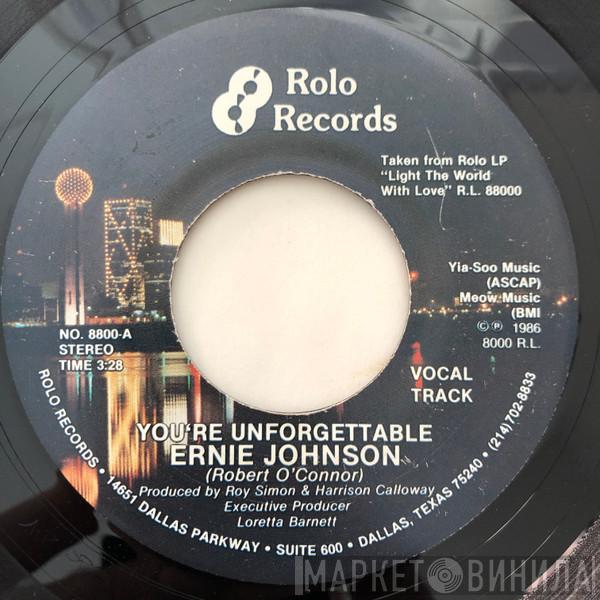 Rolo
Records
Taken from Rolo LP
"Light The World
With Love" R.L. 88000
Yia-Soo Music
(ASCAP)
Meow Music
(BMI
© ℗ 1986
8000 R.L.
NO. 8800-A
STEREO
TIME 3:28
VOCAL
TRACK
YOU'RE UNFORGETTABLE
ERNIE JOHNSON
(Robert O'Connor)
Produced by Roy Simon & Harrison Calloway
Executive Producer
Loretta Barnett
ROLO RECORDS • 14651 DALLAS PARKWAY • SUITE 600 • DALLAS, TEXAS 75240 • (214)702-8833
МАРКЕТ ВИНИЛА